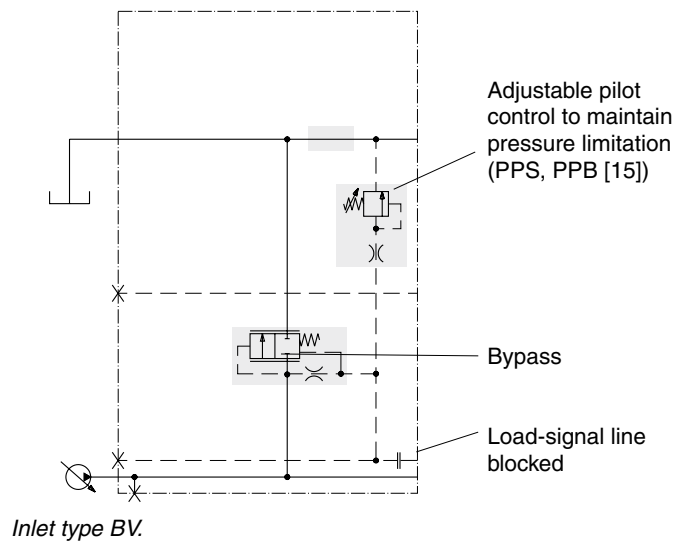 Adjustable pilot
control to maintain
pressure limitation
(PPS, PPB [15])
Bypass
Load-signal line
blocked
Inlet type BV.